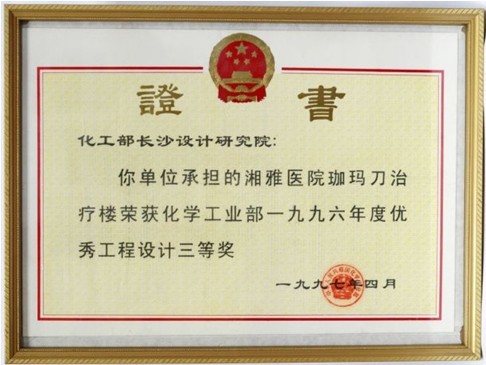 證書
化工部长沙设计研究院：
你单位承担的湘雅医院珈玛刀治
疗楼荣获化学工业部一九九六年度优
秀工程设计三等奖
一九九七年四月